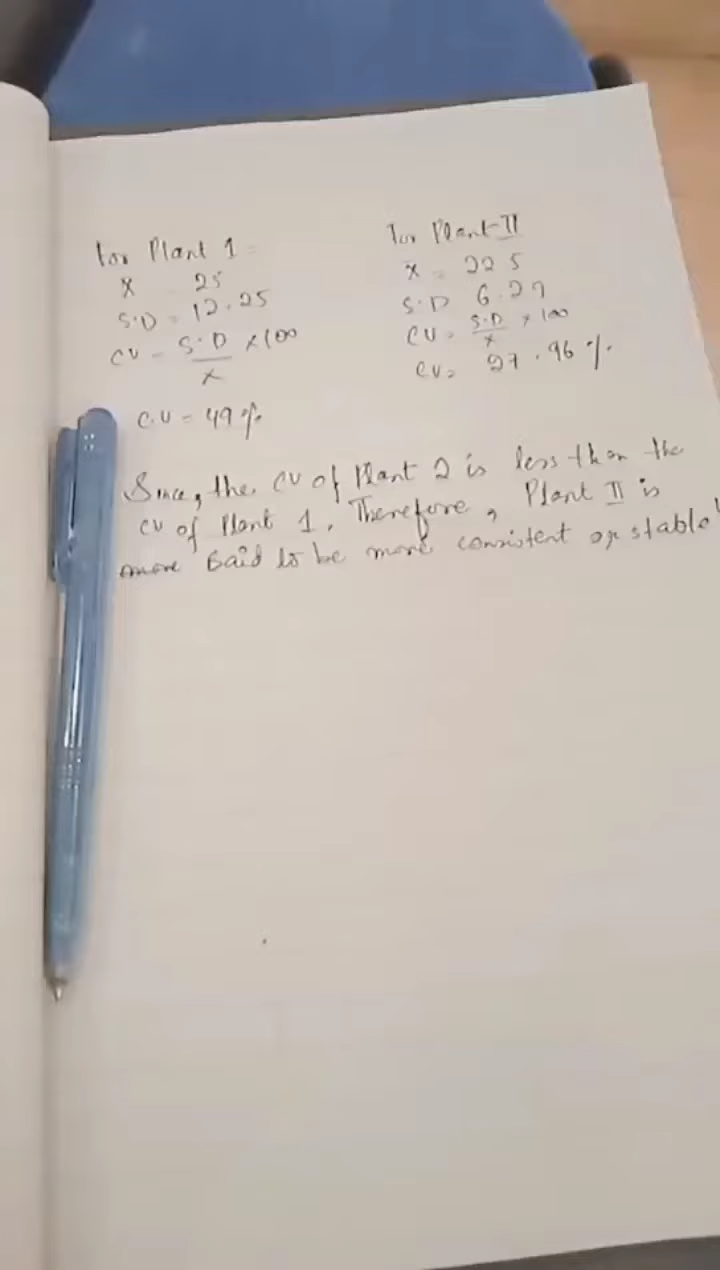 For Plant 1 =
X = 25
S.D = 12.25
CV = S.D / X × 100
C.V = 49%
For Plant II
X = 22.5
S.D 6.29
CV = S.D / X × 100
CV = 27.96 %
Since, the CV of Plant 2 is less than the
CV of Plant 1. Therefore, Plant II is
more said to be more consistent or stable